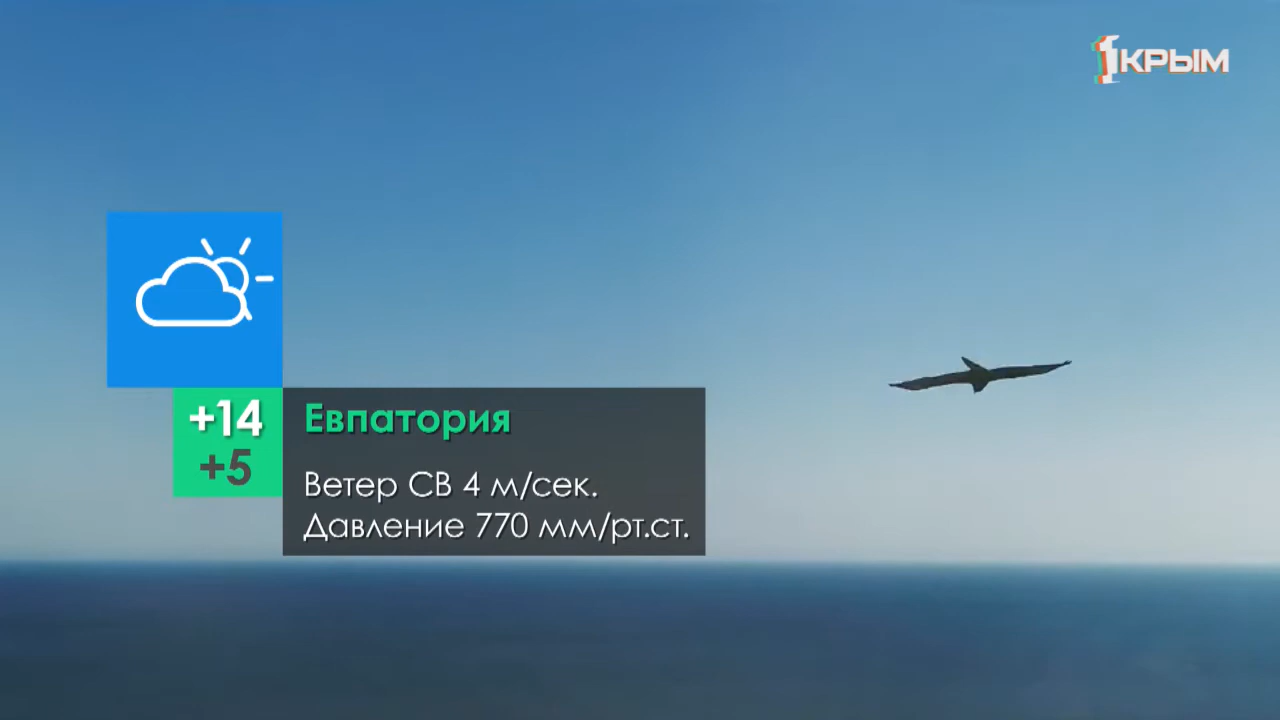 1КРЫМ
+14
+5
Евпатория
Ветер СВ 4 м/сек.
Давление 770 мм/рт.ст.